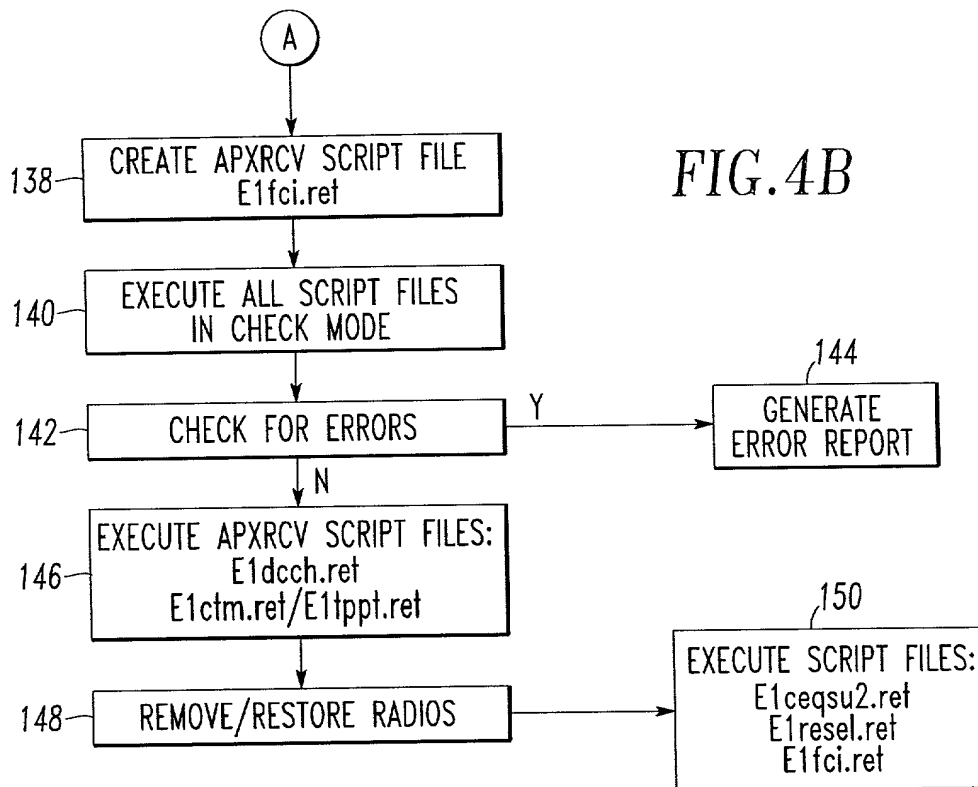 A
CREATE APXRCV SCRIPT FILE
E1fci.ret
138
FIG.4B
EXECUTE ALL SCRIPT FILES
IN CHECK MODE
140
144
CHECK FOR ERRORS
142
Y
GENERATE
ERROR REPORT
N
EXECUTE APXRCV SCRIPT FILES:
E1dcch.ret
E1ctm.ret/E1tppt.ret
146
150
REMOVE/RESTORE RADIOS
148
EXECUTE SCRIPT FILES:
E1ceqsu2.ret
E1resel.ret
E1fci.ret